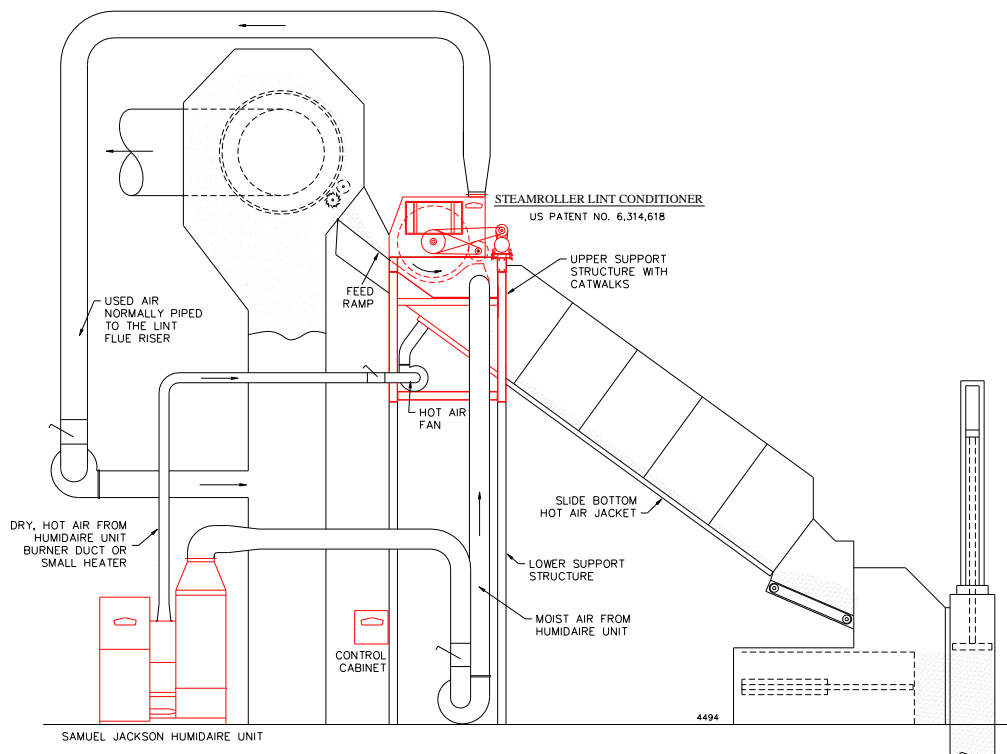 STEAMROLLER LINT CONDITIONER
US PATENT NO. 6,314,618
UPPER SUPPORT
STRUCTURE WITH
CATWALKS
FEED
RAMP
USED AIR
NORMALLY PIPED
TO THE LINT
FLUE RISER
HOT AIR
FAN
SLIDE BOTTOM
HOT AIR JACKET
DRY, HOT AIR FROM
HUMIDAIRE UNIT
BURNER DUCT OR
SMALL HEATER
LOWER SUPPORT
STRUCTURE
MOIST AIR FROM
HUMIDAIRE UNIT
CONTROL
CABINET
4494
SAMUEL JACKSON HUMIDAIRE UNIT